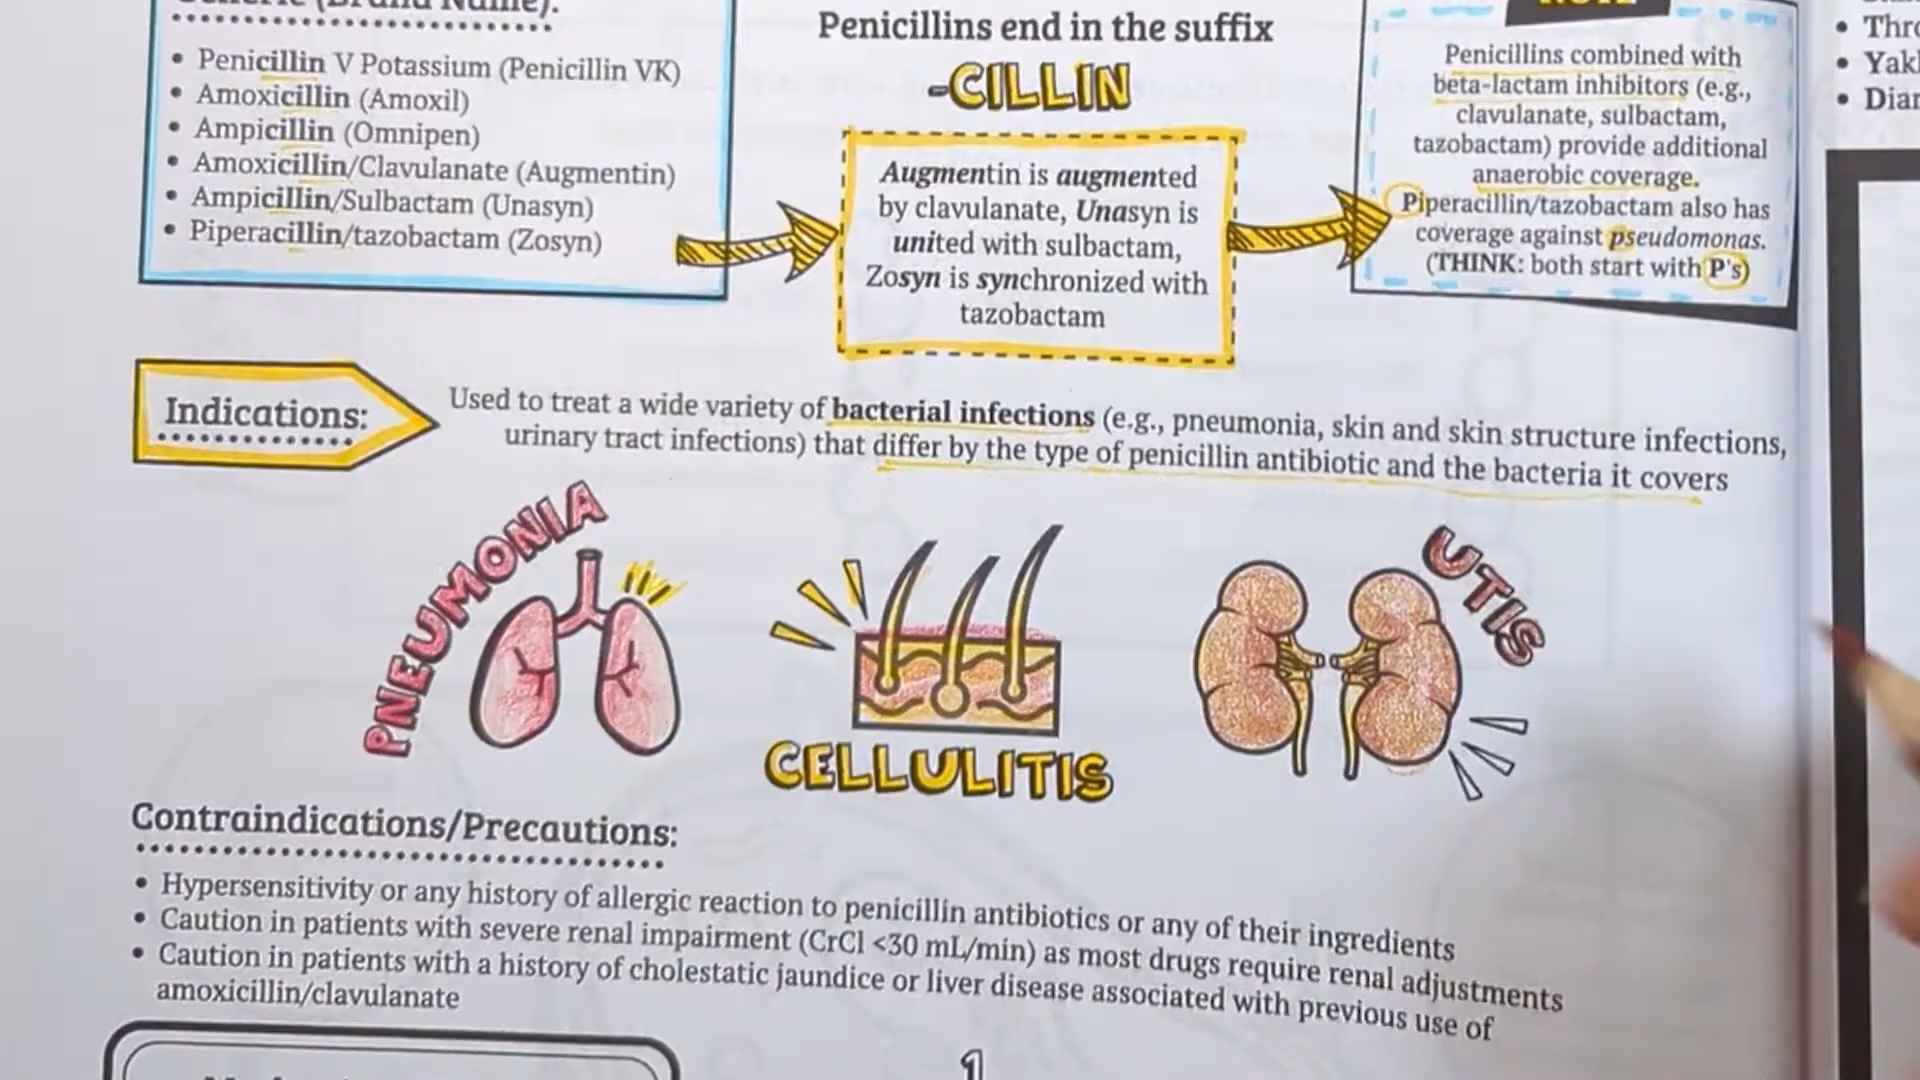 (Brand Name):
• Penicillin V Potassium (Penicillin VK)
• Amoxicillin (Amoxil)
• Ampicillin (Omnipen)
• Amoxicillin/Clavulanate (Augmentin)
• Ampicillin/Sulbactam (Unasyn)
• Piperacillin/tazobactam (Zosyn)
Penicillins end in the suffix
-CILLIN
Augmentin is augmented
by clavulanate, Unasyn is
united with sulbactam,
Zosyn is synchronized with
tazobactam
Penicillins combined with
beta-lactam inhibitors (e.g.,
clavulanate, sulbactam,
tazobactam) provide additional
anaerobic coverage.
Piperacillin/tazobactam also has
coverage against pseudomonas.
(THINK: both start with P's)
Indications:
Used to treat a wide variety of bacterial infections (e.g., pneumonia, skin and skin structure infections,
urinary tract infections) that differ by the type of penicillin antibiotic and the bacteria it covers
PNEUMONIA
CELLULITIS
UTIS
Contraindications/Precautions:
• Hypersensitivity or any history of allergic reaction to penicillin antibiotics or any of their ingredients
• Caution in patients with severe renal impairment (CrCl <30 mL/min) as most drugs require renal adjustments
• Caution in patients with a history of cholestatic jaundice or liver disease associated with previous use of
amoxicillin/clavulanate
1